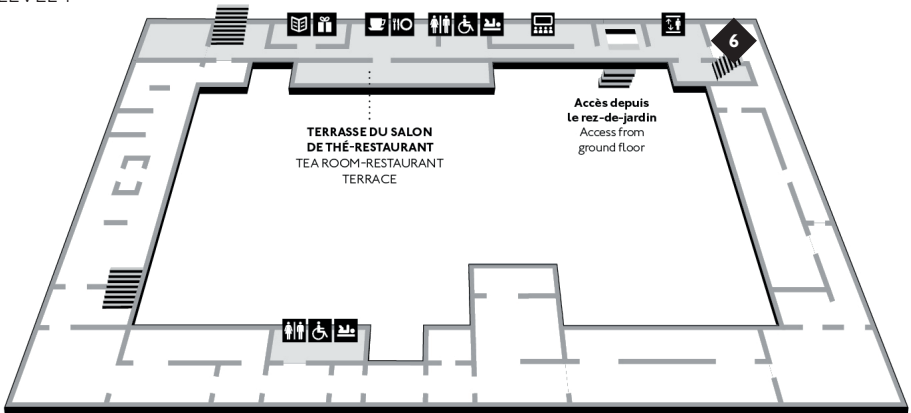 6
TERRASSE DU SALON
DE THÉ-RESTAURANT
TEA ROOM-RESTAURANT
TERRACE
Accès depuis
le rez-de-jardin
Access from
ground floor